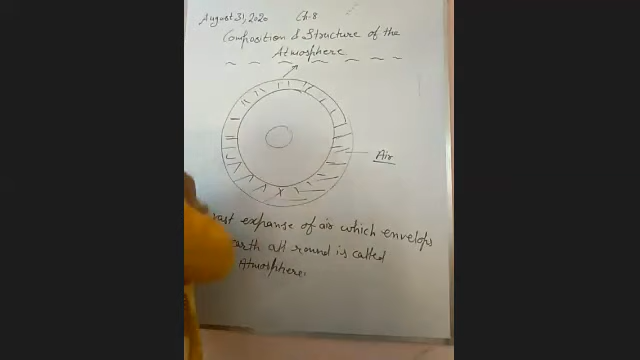 August 31, 2020 Ch:8
Composition & Structure of the
Atmosphere
Air
vast expanse of air which envelops
earth all round is called
Atmosphere.